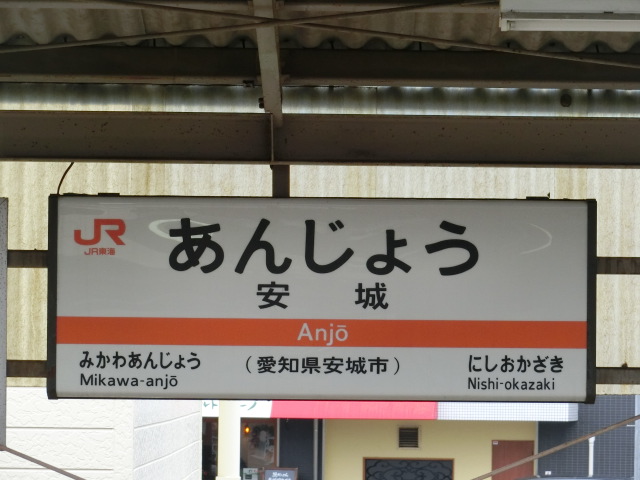 JR
JR東海
あんじょう
安城
Anjō
みかわあんじょう
Mikawa-anjō
(愛知県安城市)
にしおかざき
Nishi-okazaki